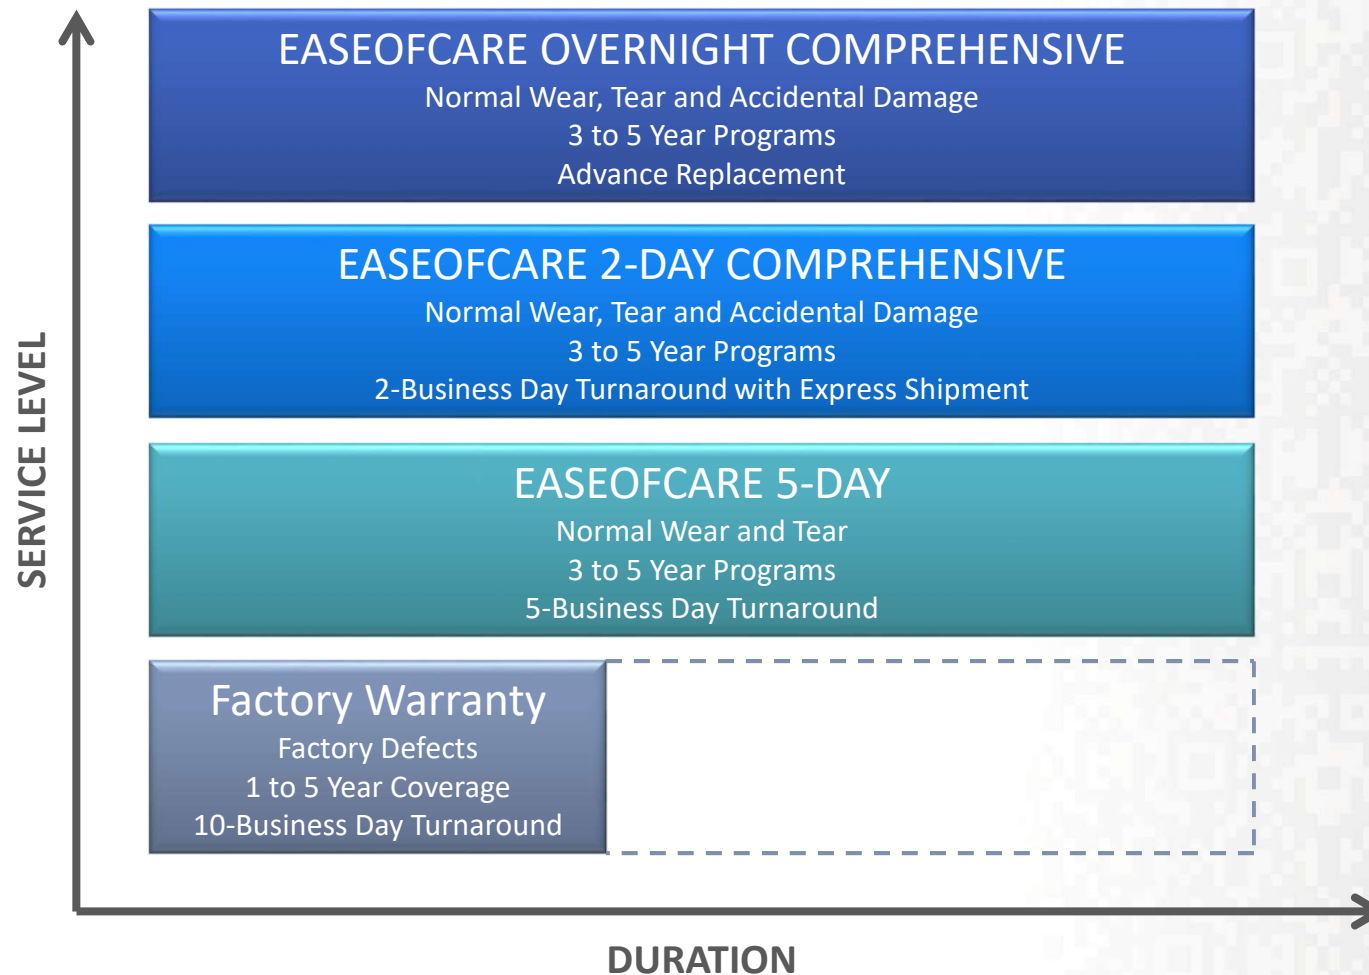 EASEOFCARE OVERNIGHT COMPREHENSIVE
Normal Wear, Tear and Accidental Damage
3 to 5 Year Programs
Advance Replacement
EASEOFCARE 2-DAY COMPREHENSIVE
Normal Wear, Tear and Accidental Damage
3 to 5 Year Programs
2-Business Day Turnaround with Express Shipment
EASEOFCARE 5-DAY
Normal Wear and Tear
3 to 5 Year Programs
5-Business Day Turnaround
Factory Warranty
Factory Defects
1 to 5 Year Coverage
10-Business Day Turnaround
SERVICE LEVEL
DURATION